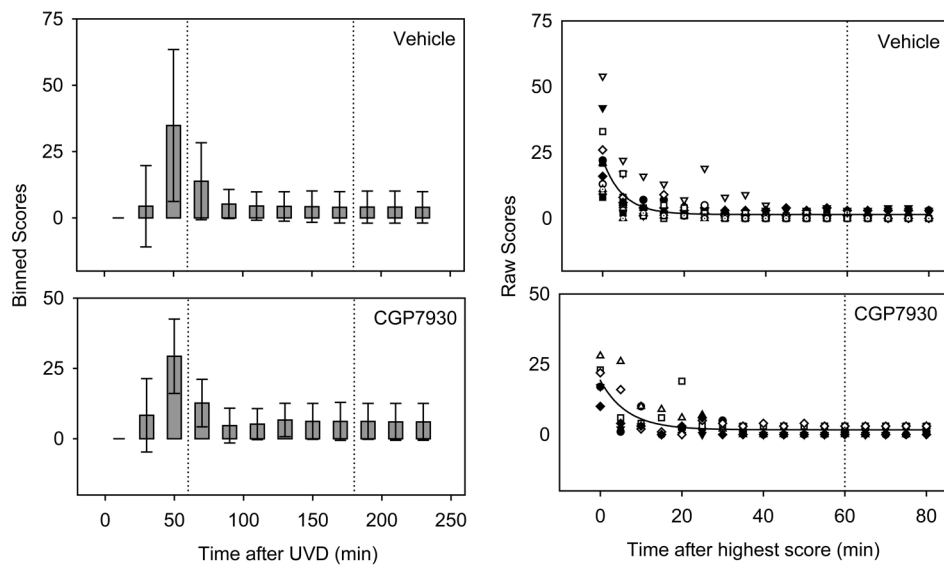 75
50
25
0
Vehicle
50
25
0
CGP7930
Binned Scores
0 50 100 150 200 250
Time after UVD (min)
75
50
25
0
Vehicle
50
25
0
CGP7930
Raw Scores
0 20 40 60 80
Time after highest score (min)